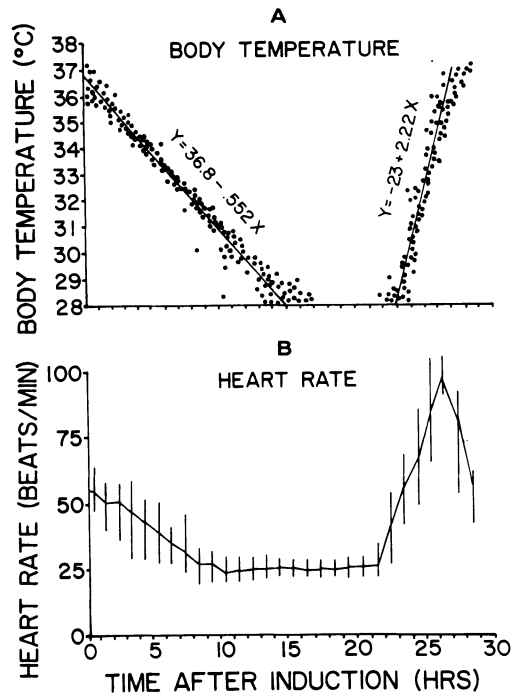 A
BODY TEMPERATURE
BODY TEMPERATURE (°C)
38
37
36
35
34
33
32
31
30
29
28
Y=36.8-.552X
Y=-23+2.22X
B
HEART RATE
HEART RATE (BEATS/MIN)
100
75
50
25
0
0 5 10 15 20 25 30
TIME AFTER INDUCTION (HRS)